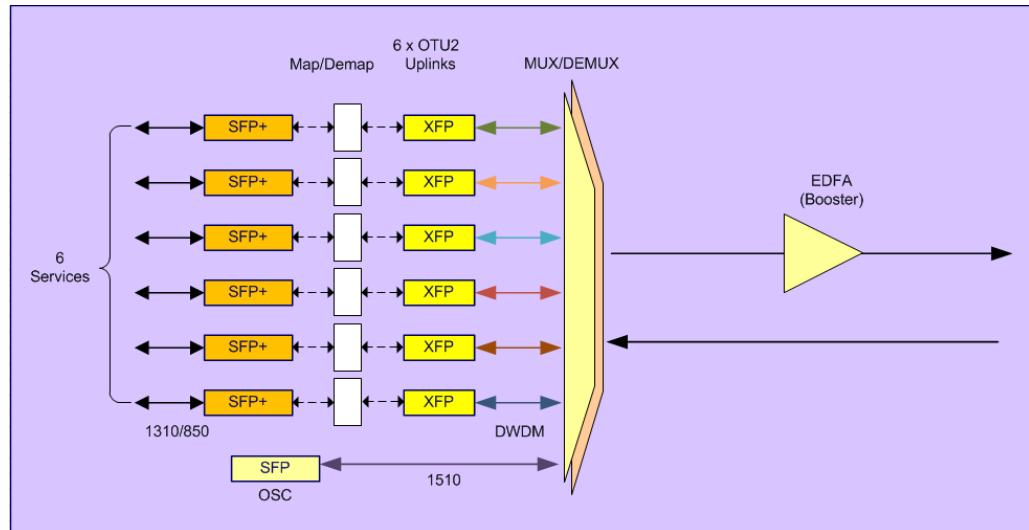 6 x OTU2
Map/Demap
Uplinks
MUX/DEMUX
SFP+
XFP
SFP+
XFP
EDFA
(Booster)
SFP+
XFP
6
Services
SFP+
XFP
SFP+
XFP
SFP+
XFP
1310/850
DWDM
SFP
1510
OSC